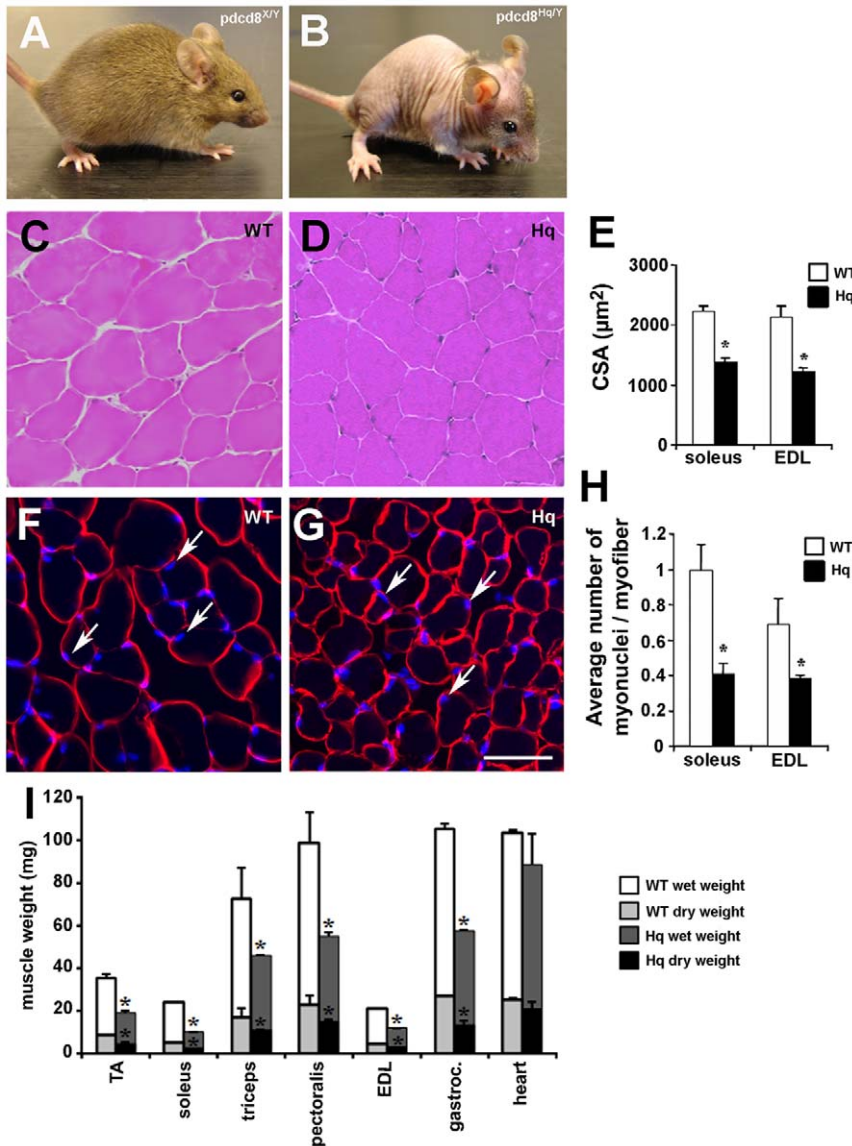 A
pdcd8X/Y
B
pdcd8Hq/Y
C
WT
D
Hq
E
3000
2000
1000
0
CSA (µm2)
soleus
EDL
WT
Hq
*
*
F
WT
G
Hq
H
1.2
1
0.8
0.6
0.4
0.2
0
Average number of
myonuclei / myofiber
soleus
EDL
WT
Hq
*
*
I
120
100
80
60
40
20
0
muscle weight (mg)
* * * * * *
* * * * * *
TA
soleus
triceps
pectoralis
EDL
gastroc.
heart
WT wet weight
WT dry weight
Hq wet weight
Hq dry weight